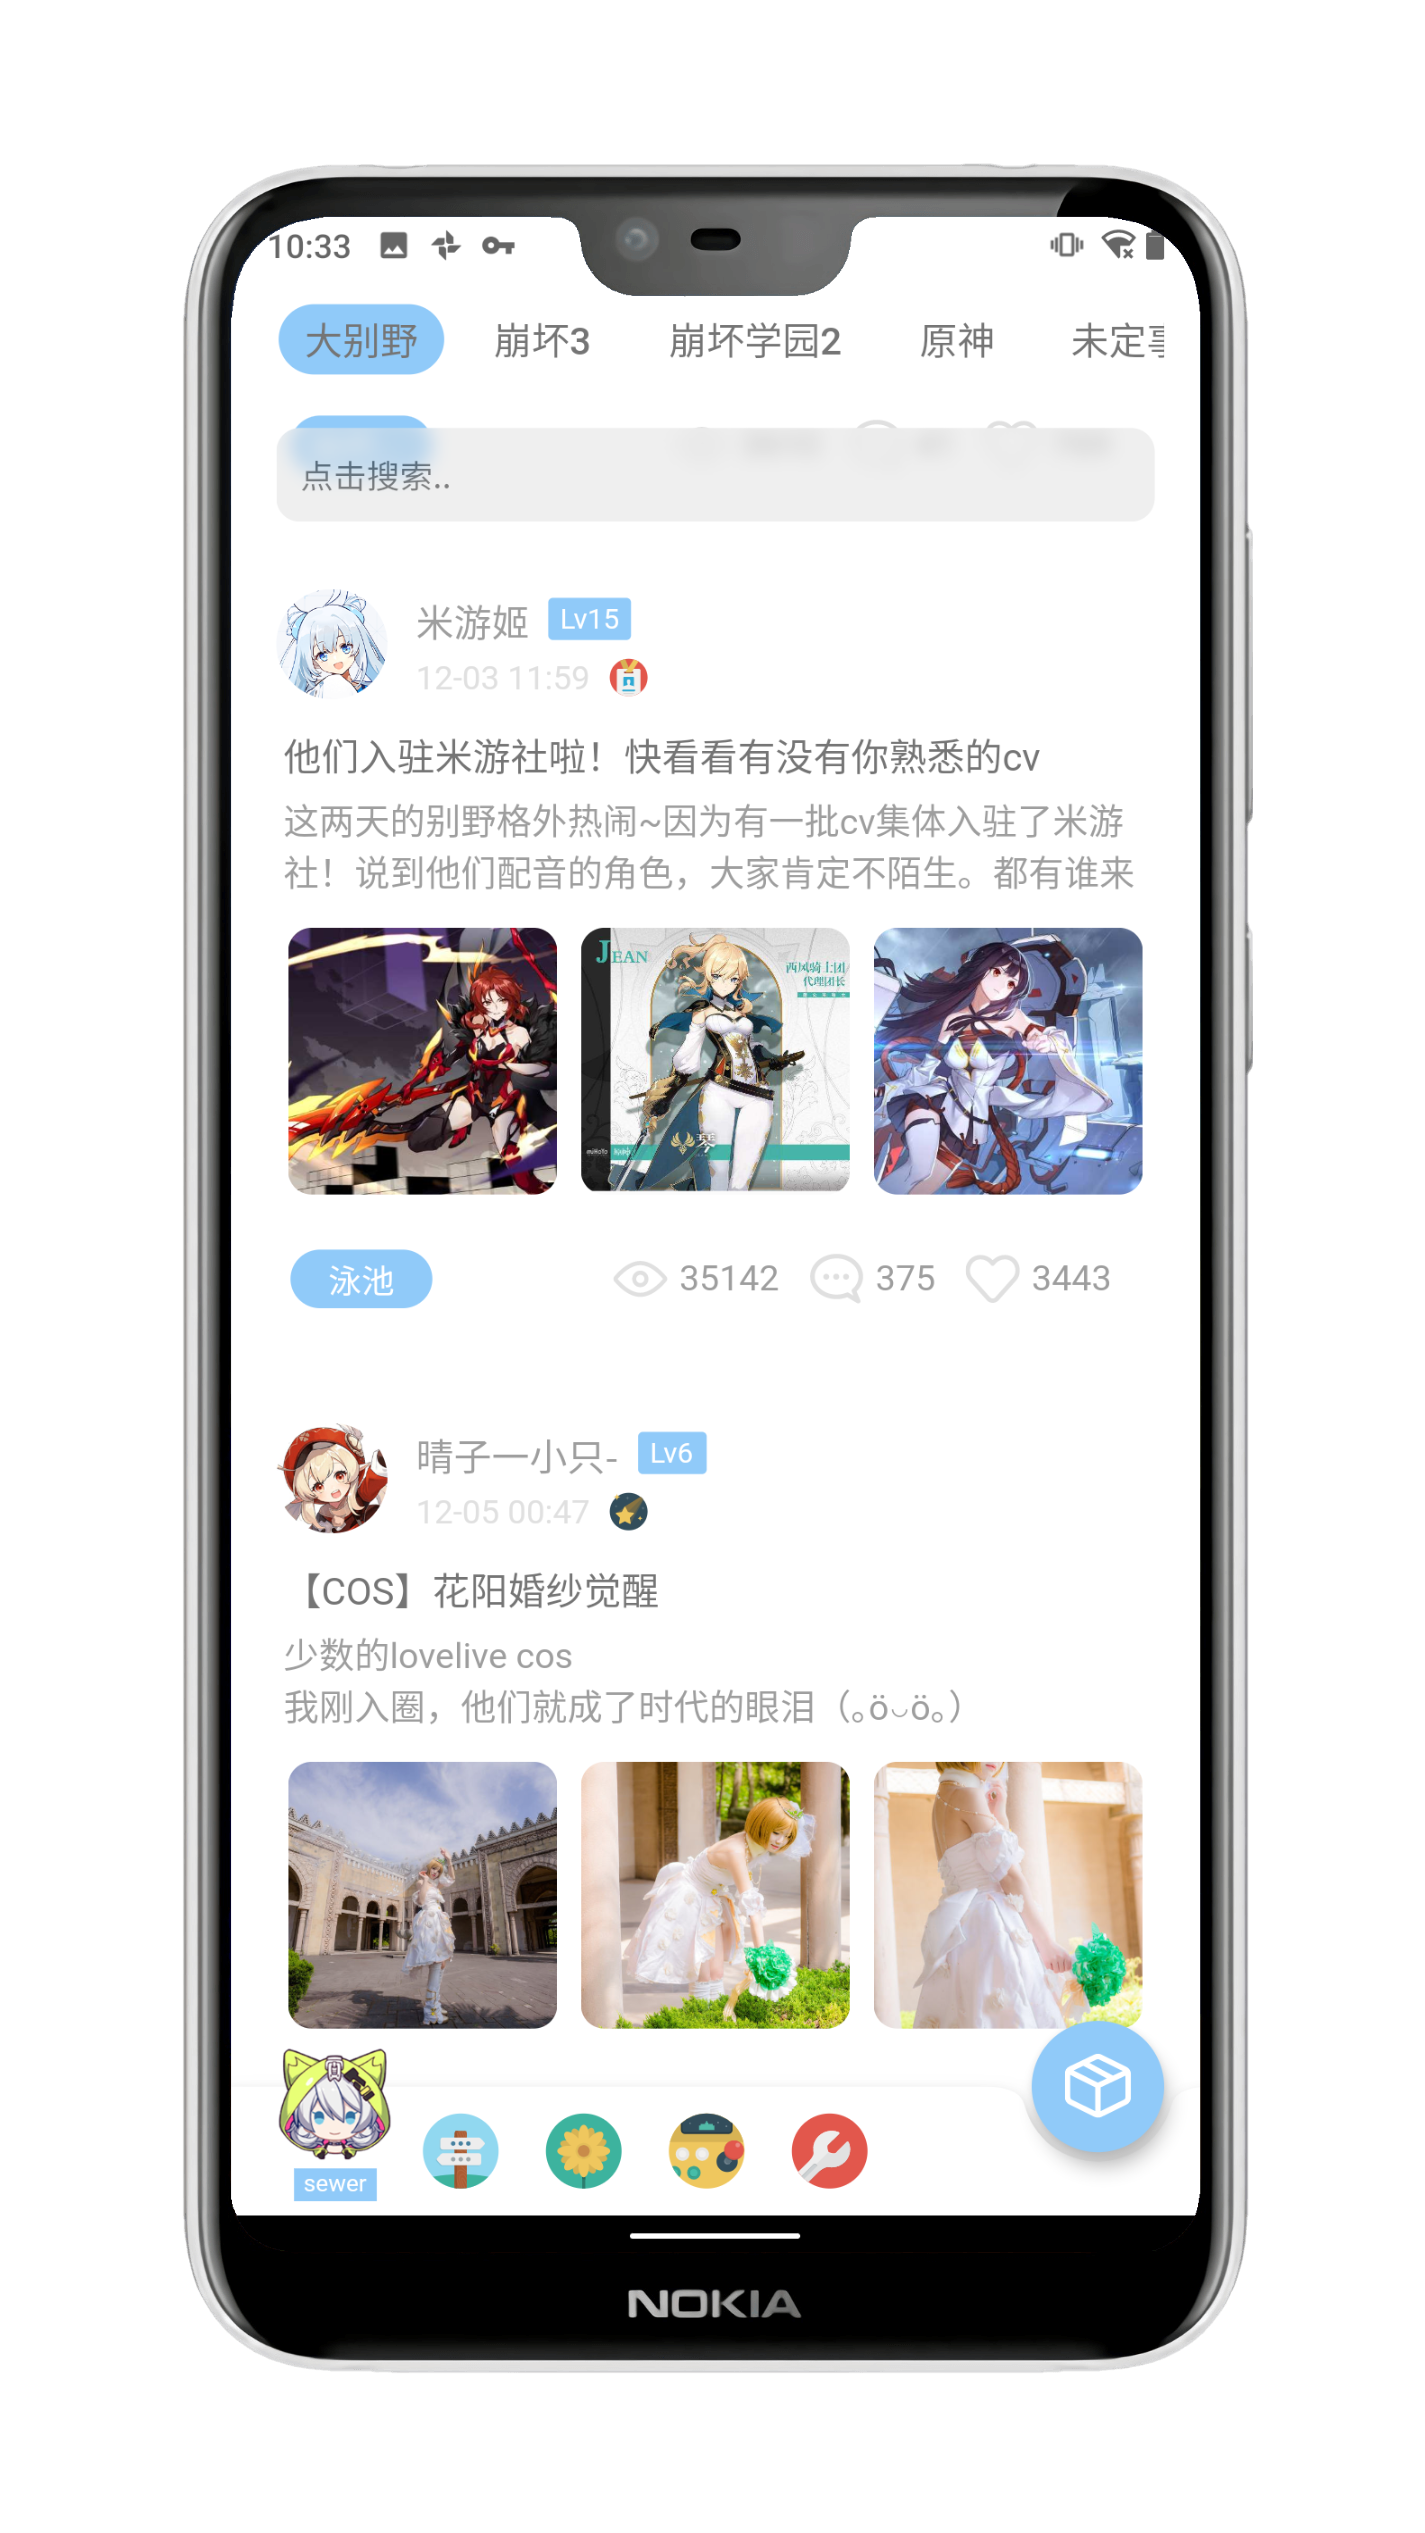 10:33
大别野
崩坏3
崩坏学园2
原神
未定
点击搜索..
米游姬
Lv15
12-03 11:59
他们入驻米游社啦！快看看有没有你熟悉的cv
这两天的别野格外热闹~因为有一批cv集体入驻了米游
社！说到他们配音的角色，大家肯定不陌生。都有谁来
JEAN
西风骑士团
代理团长
琴
泳池
35142
375
3443
晴子一小只-
Lv6
12-05 00:47
【COS】花阳婚纱觉醒
少数的lovelive cos
我刚入圈，他们就成了时代的眼泪（｡ö◡ö｡）
sewer
NOKIA